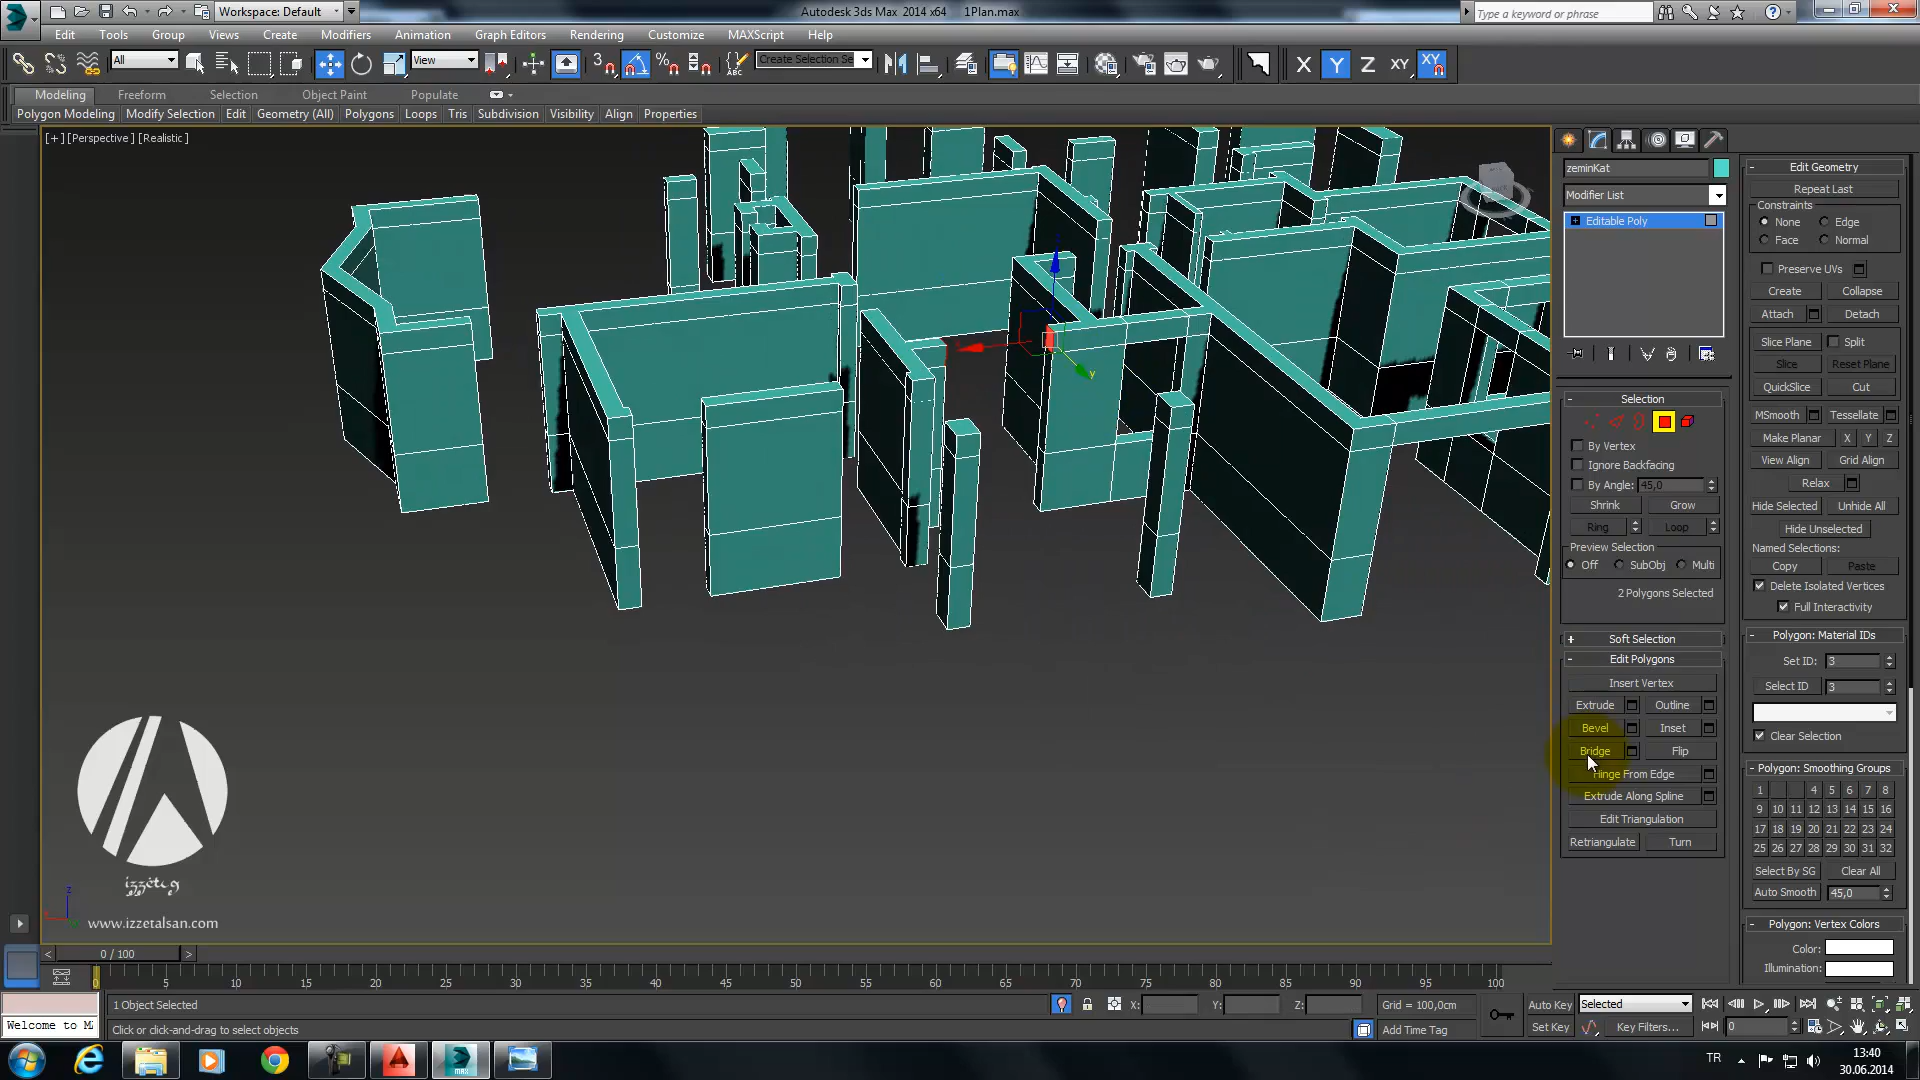 Workspace: Default
Autodesk 3ds Max 2014 x64     1Plan.max
Type a keyword or phrase
Edit Tools Group Views Create Modifiers Animation Graph Editors Rendering Customize MAXScript Help
All View Create Selection Se X Y Z XY
Modeling Freeform Selection Object Paint Populate
Polygon Modeling Modify Selection Edit Geometry (All) Polygons Loops Tris Subdivision Visibility Align Properties
[+] [Perspective] [Realistic]
zeminKat
Modifier List
Editable Poly
Selection
By Vertex
Ignore Backfacing
By Angle: 45,0
Shrink Grow
Ring Loop
Preview Selection
Off SubObj Multi
2 Polygons Selected
Soft Selection
Edit Polygons
Insert Vertex
Extrude Outline
Bevel Inset
Bridge Flip
Hinge From Edge
Extrude Along Spline
Edit Triangulation
Retriangulate Turn
Edit Geometry
Repeat Last
Constraints
None Edge
Face Normal
Preserve UVs
Create Collapse
Attach Detach
Slice Plane Split
Slice Reset Plane
QuickSlice Cut
MSmooth Tessellate
Make Planar X Y Z
View Align Grid Align
Relax
Hide Selected Unhide All
Hide Unselected
Named Selections:
Copy Paste
Delete Isolated Vertices
Full Interactivity
Polygon: Material IDs
Set ID: 3
Select ID 3
Clear Selection
Polygon: Smoothing Groups
1 4 5 6 7 8
9 10 11 12 13 14 15 16
17 18 19 20 21 22 23 24
25 26 27 28 29 30 31 32
Select By SG Clear All
Auto Smooth 45,0
Polygon: Vertex Colors
Color:
Illumination:
www.izzetalsan.com
0 / 100
0 5 10 15 20 25 30 35 40 45 50 55 60 65 70 75 80 85 90 95 100
1 Object Selected X: Y: Z: Grid = 100,0cm Auto Key Selected
Welcome to M Click or click-and-drag to select objects Add Time Tag Set Key Key Filters... 0
TR 13:40
30.06.2014